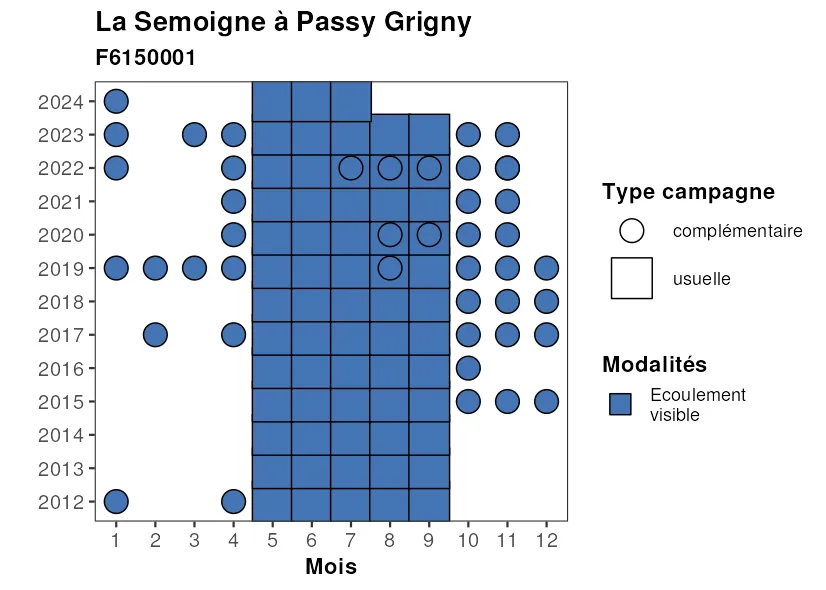 La Semoigne à Passy Grigny
F6150001
2024
2023
2022
2021
2020
2019
2018
2017
2016
2015
2014
2013
2012
1 2 3 4 5 6 7 8 9 10 11 12
Mois
Type campagne
complémentaire
usuelle
Modalités
Ecoulement
visible